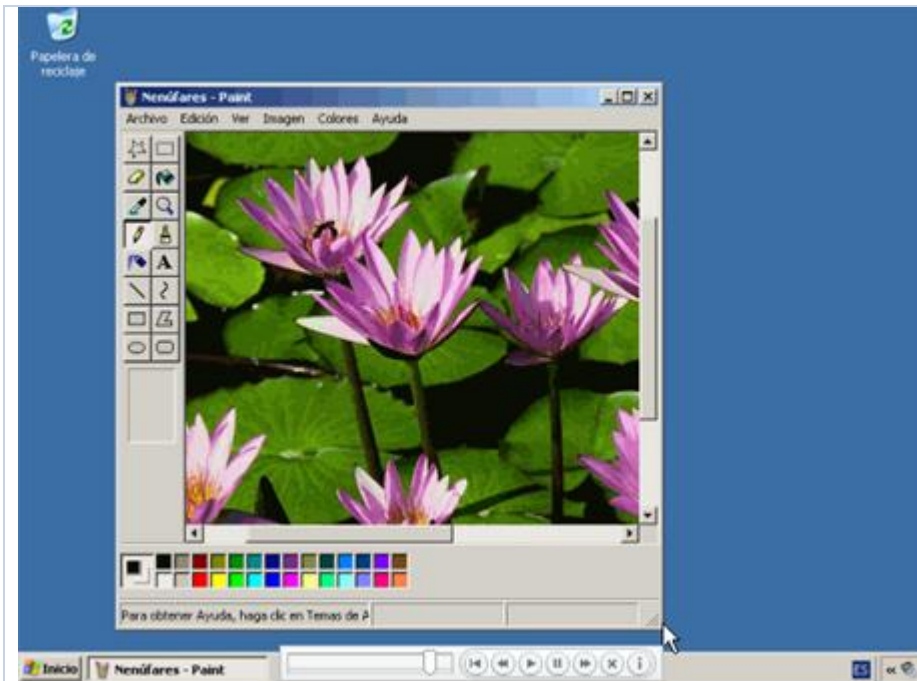 Papelera de
reciclaje
Nenúfares - Paint
Archivo Edición Ver Imagen Colores Ayuda
A
Para obtener Ayuda, haga clic en Temas de A
Inicio
Nenúfares - Paint
ES